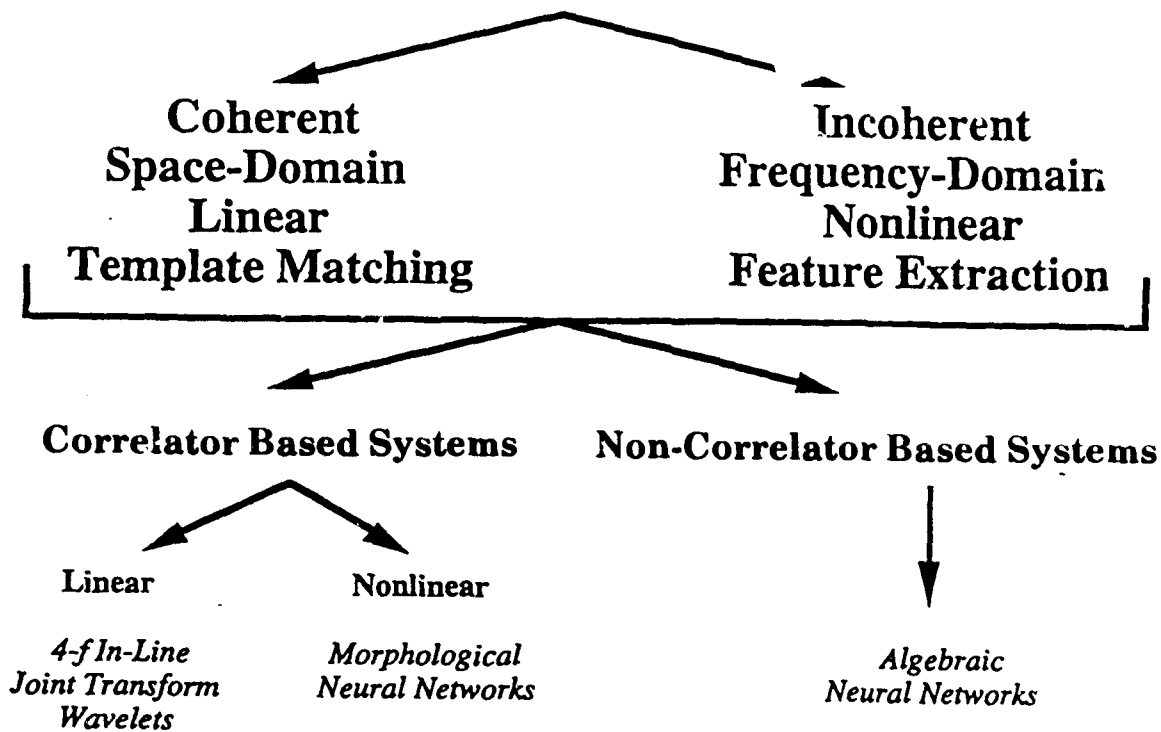 Coherent
Space-Domain
Linear
Template Matching
Incoherent
Frequency-Domain
Nonlinear
Feature Extraction
Correlator Based Systems
Non-Correlator Based Systems
Linear
Nonlinear
4-f In-Line
Joint Transform
Wavelets
Morphological
Neural Networks
Algebraic
Neural Networks